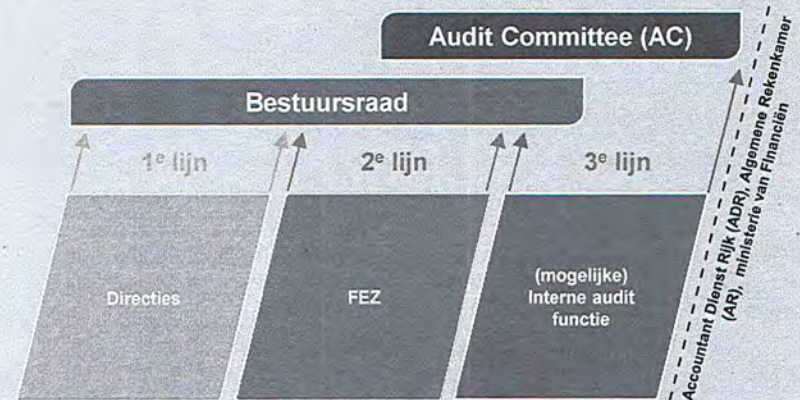 Audit Committee (AC)
Bestuursraad
1e lijn
2e lijn
3e lijn
Directies
FEZ
(mogelijke)
Interne audit
functie
Accountant Dienst Rijk (ADR), Algemene Rekenkamer
(AR), ministerie van Financiën